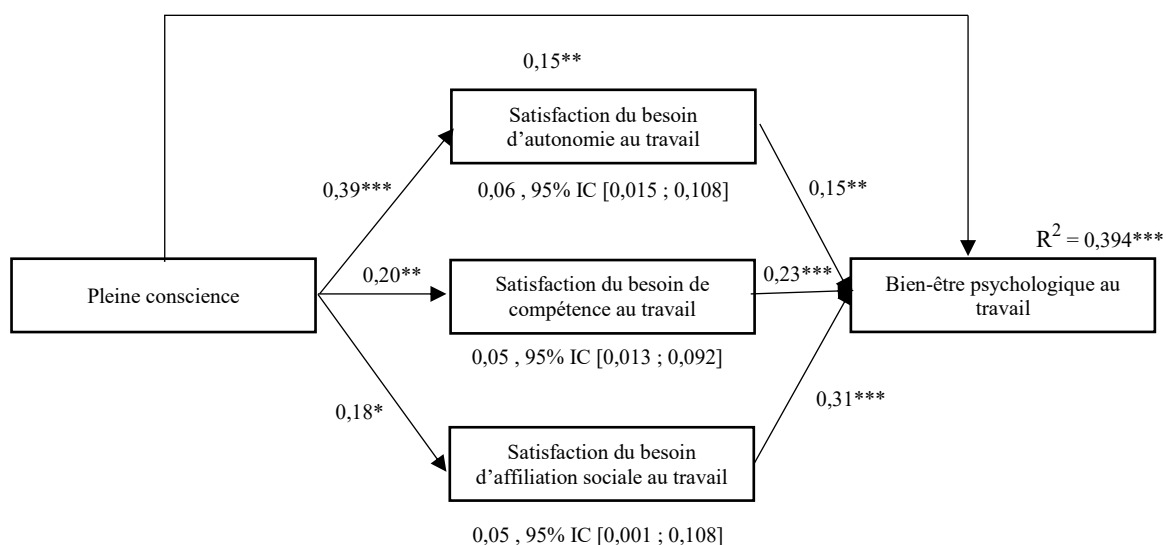 0,15**
Satisfaction du besoin
d’autonomie au travail
0,39***
0,06 , 95% IC [0,015 ; 0,108]
0,15**
R² = 0,394***
Pleine conscience
0,20**
Satisfaction du besoin de
compétence au travail
0,23***
Bien-être psychologique au
travail
0,05 , 95% IC [0,013 ; 0,092]
0,18*
0,31***
Satisfaction du besoin
d’affiliation sociale au travail
0,05 , 95% IC [0,001 ; 0,108]